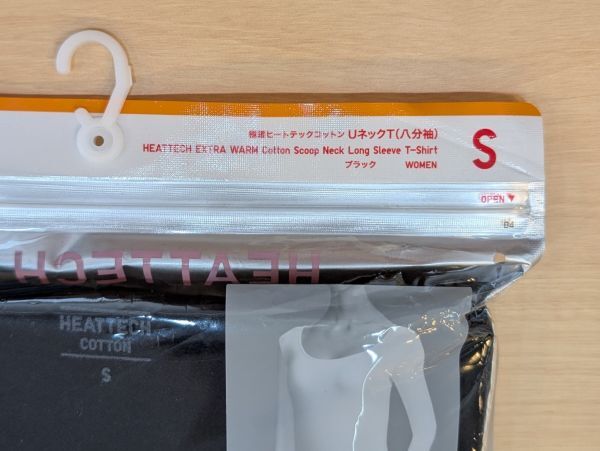 極暖ヒートテックコットン UネックT(八分袖)
HEATTECH EXTRA WARM Cotton Scoop Neck Long Sleeve T-Shirt
ブラック WOMEN
S
OPEN ▼
B4
HEATTECH
HEATTECH
COTTON
S